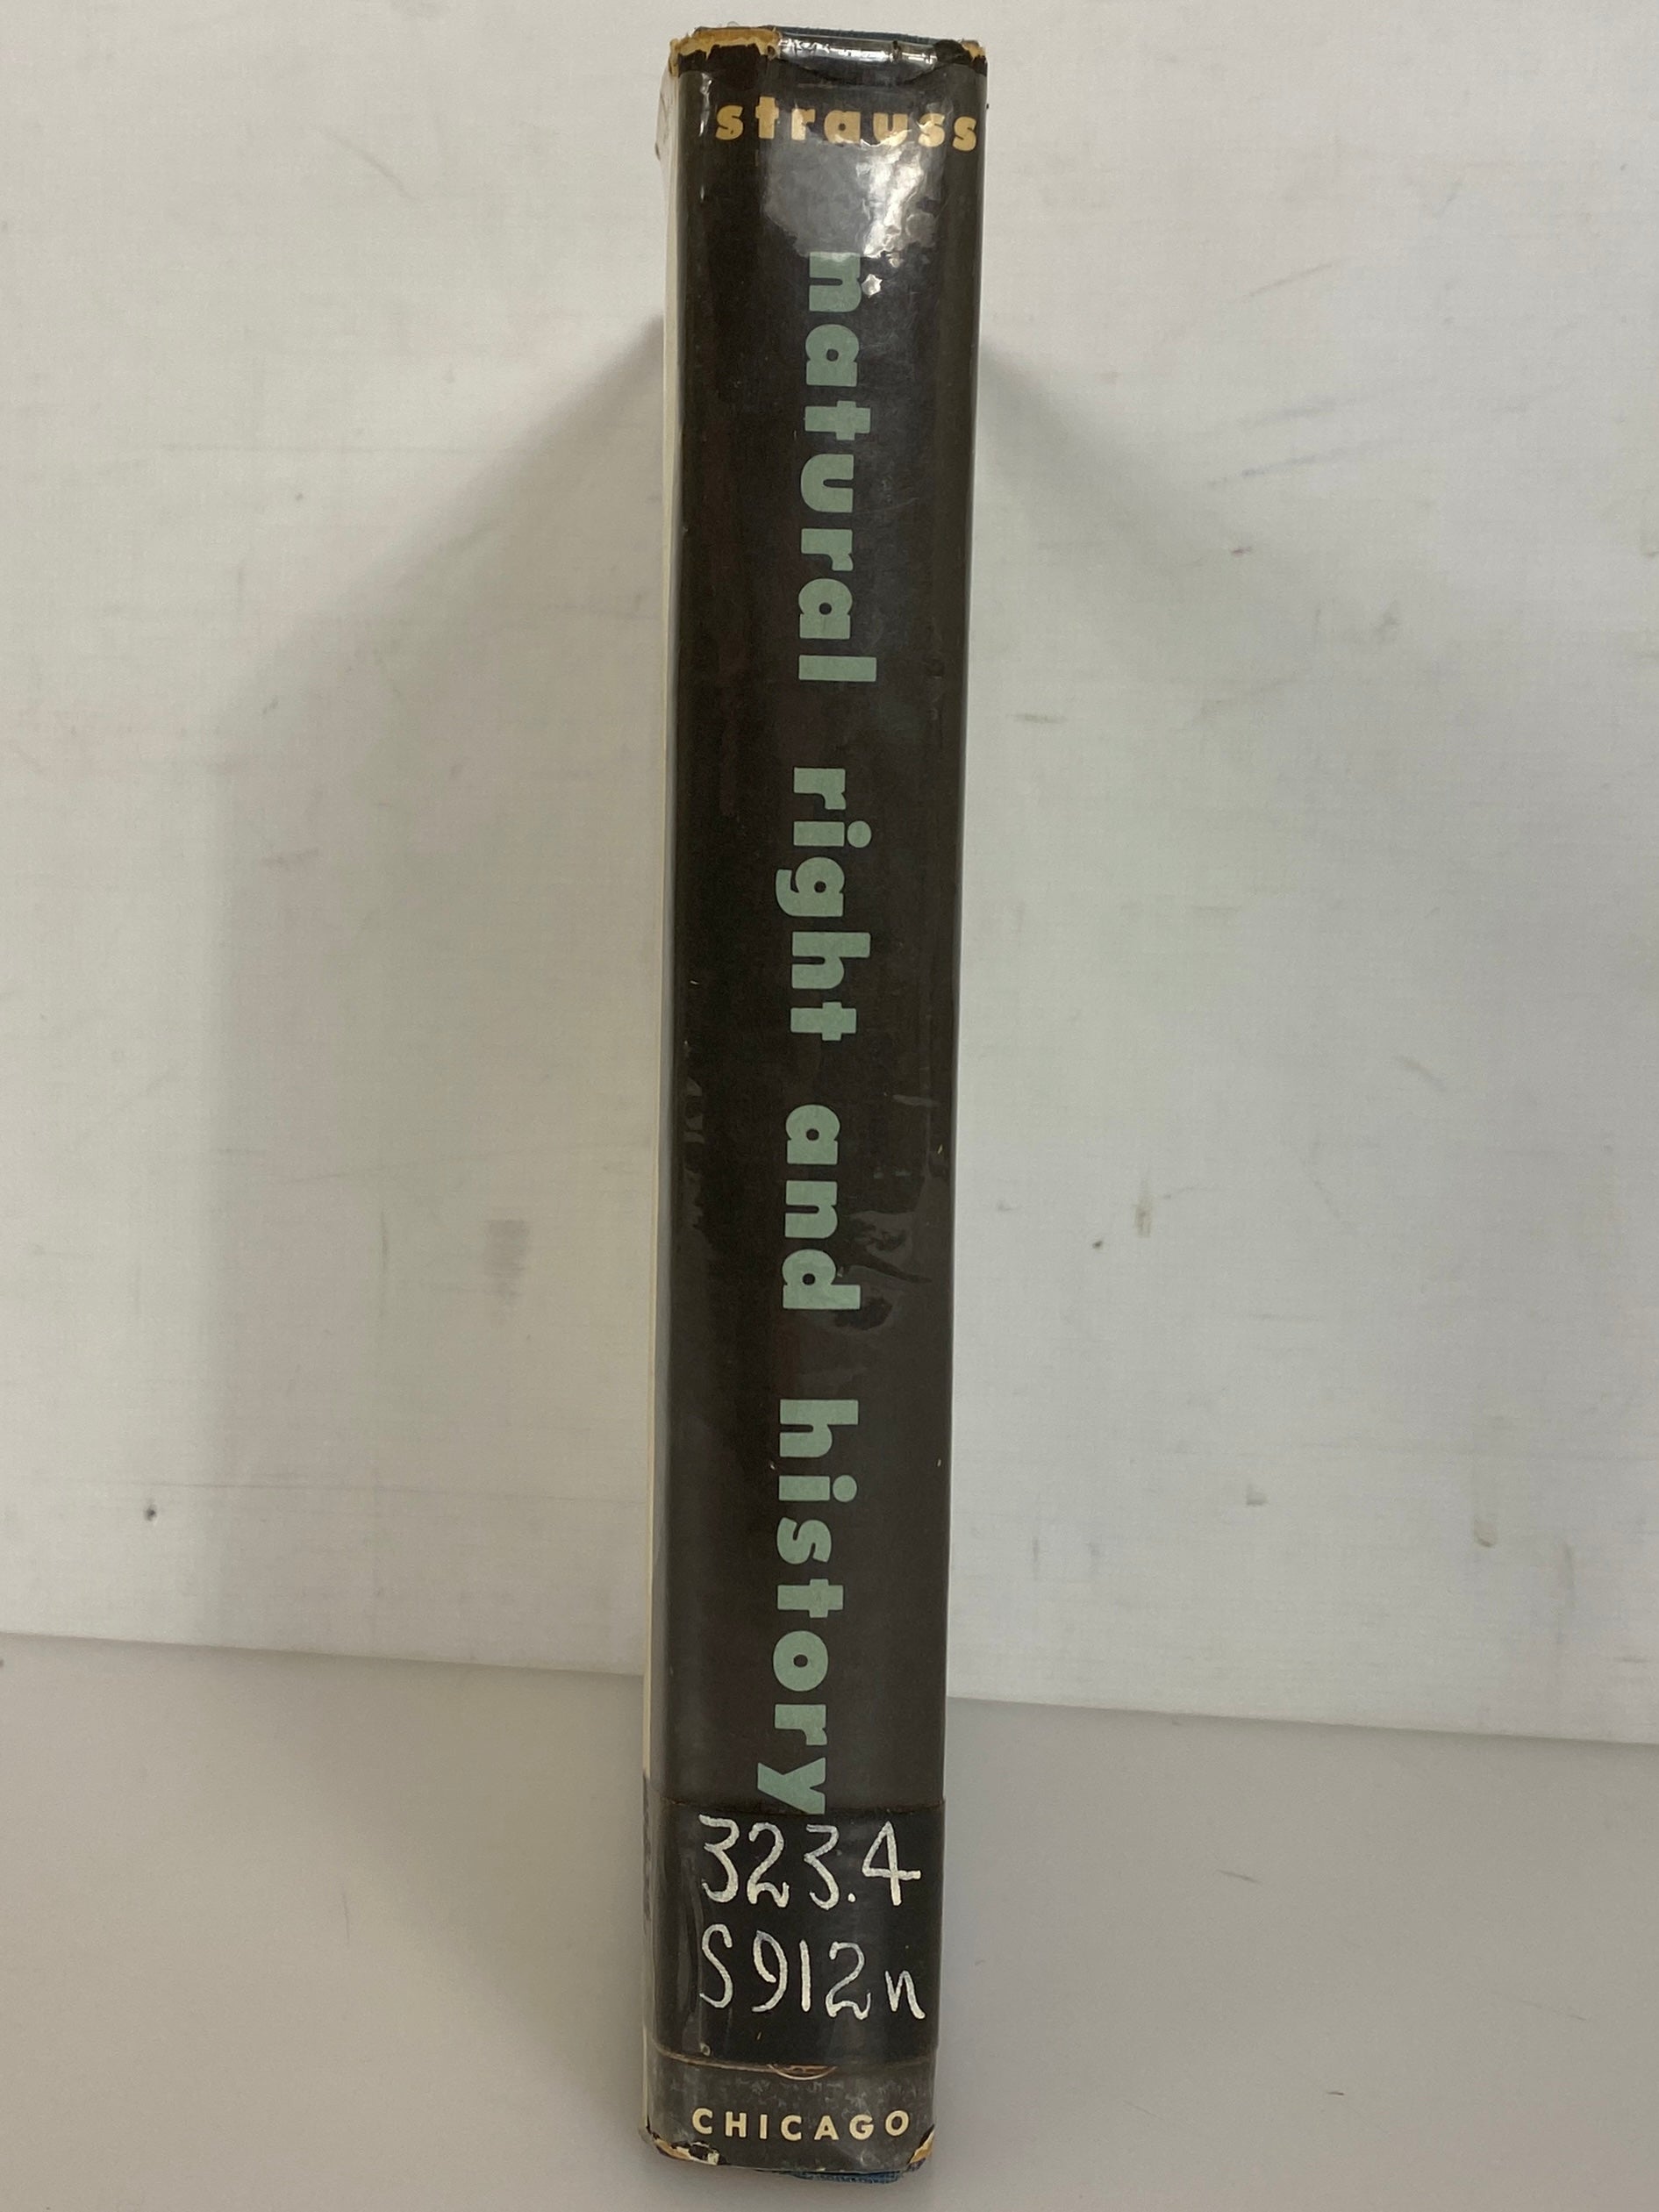 strauss
natural right and history
323.4
S912n
CHICAGO